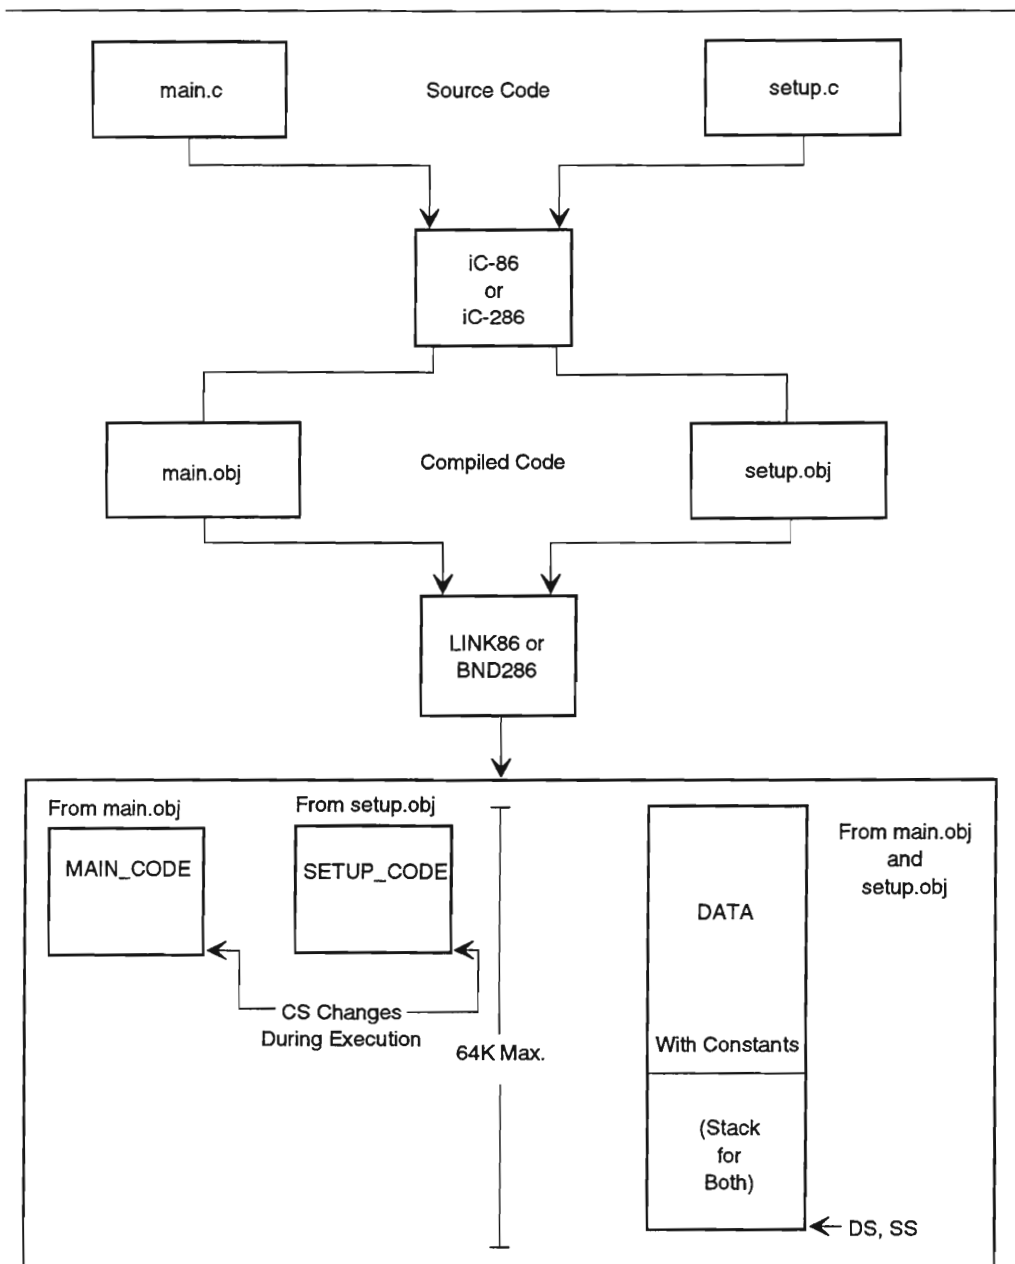 main.c
Source Code
setup.c
iC-86
or
iC-286
main.obj
Compiled Code
setup.obj
LINK86 or
BND286
From main.obj
From setup.obj
MAIN_CODE
SETUP_CODE
CS Changes
During Execution
64K Max.
DATA
With Constants
(Stack
for
Both)
From main.obj
and
setup.obj
DS, SS